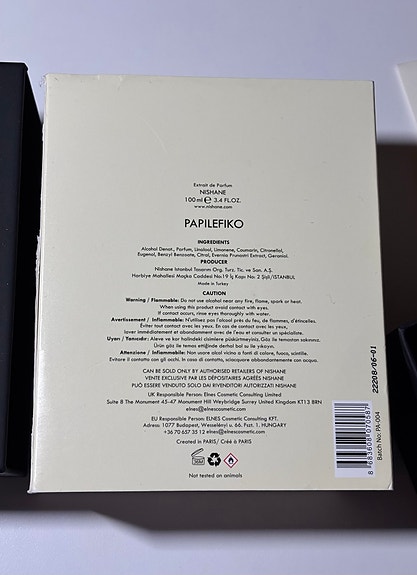 Extrait de Parfum
NISHANE
100 ml ℮ 3.4 FL.OZ.
www.nishane.com
PAPILEFIKO
INGREDIENTS
Alcohol Denat., Parfum, Linalool, Limonene, Coumarin, Citronellol,
Eugenol, Benzyl Benzoate, Citral, Evernia Prunastri Extract, Geraniol.
PRODUCER
Nishane Istanbul Tasarım Org. Turz. Tic. ve San. A.Ş.
Harbiye Mahallesi Maçka Caddesi No:19 İç Kapı No: 2 Şişli/İSTANBUL
Made in Turkey
CAUTION
Warning / Flammable: Do not use alcohol near any fire, flame, spark or heat.
When using this product avoid contact with eyes.
If contact occurs, rinse eyes thoroughly with water.
Avertissement / Inflammable: N'utilisez pas l'alcool près du feu, de flammes, d'étincelles.
Éviter tout contact avec les yeux. En cas de contact avec les yeux,
laver immédiatement et abondamment avec de l'eau et consulter un spécialiste.
Uyarı / Yanıcıdır: Aleve ve kor halindeki cisimlere püskürtmeyiniz. Göz ile temastan sakınınız.
Ürün göz ile temas ettiğinde derhal bol su ile yıkayın.
Attenzione / Inflammabile: Non usare alcol vicino a fonti di calore, fuoco, scintille.
Evitare il contatto con gli occhi. In caso di contatto, sciacquare abbondantemente con acqua.
CAN BE SOLD ONLY BY AUTHORISED RETAILERS OF NISHANE
VENTE EXCLUSIVE PAR LES DÉPOSITAIRES AGRÉES NISHANE
PUÒ ESSERE VENDUTO SOLO DAI RIVENDITORI AUTORIZZATI NISHANE
UK Responsible Person: ELNES Cosmetic Consulting Limited
Suite 8 The Monument 45-47 Monument Hill Weybridge Surrey United Kingdom KT13 8RN
elnes@elnescosmetic.com
EU Responsible Person: ELNES Cosmetic Consulting KFT.
Adress: 1077 Budapest, Wesselényi u. 66. Fszt. 1. HUNGARY
+36 70 657 35 12 elnes@elnescosmetic.com
Created in PARIS/ Créé à PARIS
Not tested on animals
8 683608 070967
Batch No: PA-004
2220B/06-01